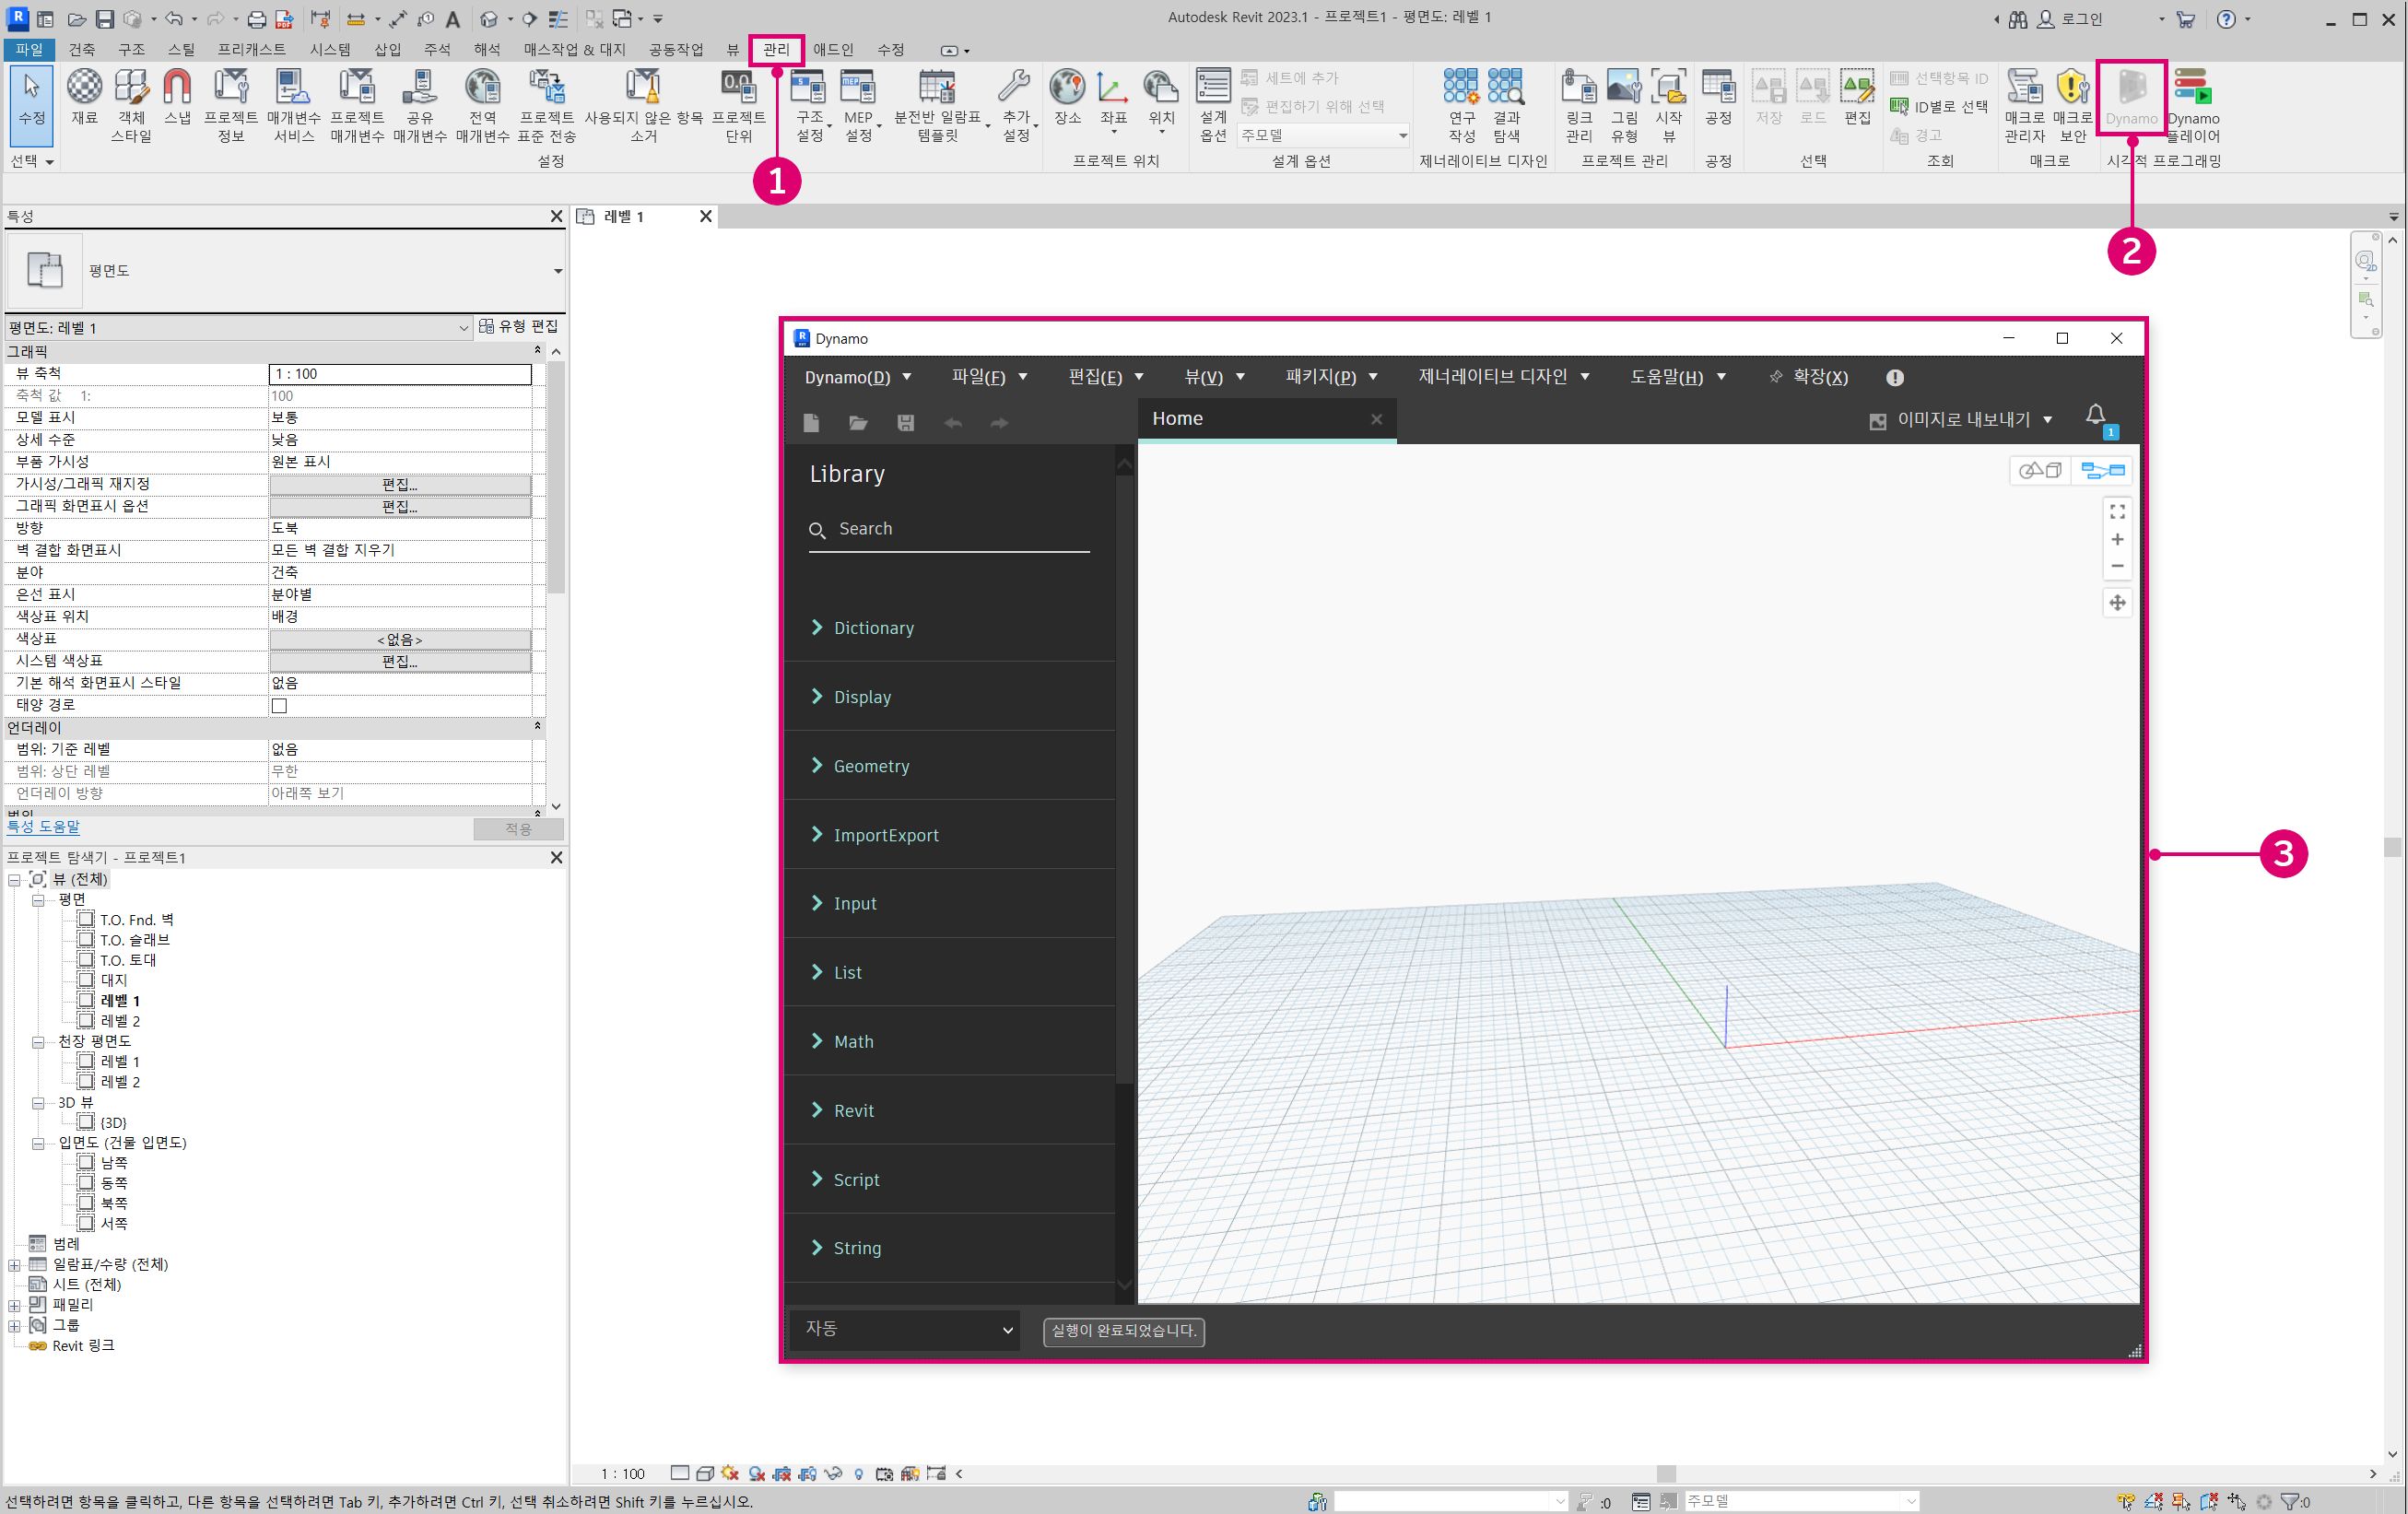 Autodesk Revit 2023.1 - 프로젝트1 - 평면도: 레벨 1
로그인
파일 건축 구조 스틸 프리캐스트 시스템 삽입 주석 해석 매스작업 & 대지 공동작업 뷰 관리 애드인 수정
수정
재료
객체
스타일
스냅
프로젝트
정보
매개변수
서비스
프로젝트
매개변수
공유
매개변수
전역
매개변수
프로젝트
표준 전송
사용되지 않은 항목
소거
프로젝트
단위
구조
설정
MEP
설정
분전반 일람표
템플릿
추가
설정
장소
좌표
위치
설계
옵션
세트에 추가
편집하기 위해 선택
주모델
연구
작성
결과
탐색
링크
관리
그림
유형
시작
뷰
공정
저장
로드
편집
선택항목 ID
ID별로 선택
경고
매크로
관리자
매크로
보안
Dynamo
Dynamo
플레이어
선택
설정
프로젝트 위치
설계 옵션
제너레이티브 디자인
프로젝트 관리
공정
선택
조회
매크로
시각적 프로그래밍
1
2
3
특성
레벨 1
평면도
평면도: 레벨 1
유형 편집
그래픽
뷰 축척 1 : 100
축척 값 1: 100
모델 표시 보통
상세 수준 낮음
부품 가시성 원본 표시
가시성/그래픽 재지정 편집...
그래픽 화면표시 옵션 편집...
방향 도북
벽 결합 화면표시 모든 벽 결합 지우기
분야 건축
은선 표시 분야별
색상표 위치 배경
색상표 <없음>
시스템 색상표 편집...
기본 해석 화면표시 스타일 없음
태양 경로
언더레이
범위: 기준 레벨 없음
범위: 상단 레벨 무한
언더레이 방향 아래쪽 보기
범위
특성 도움말
적용
프로젝트 탐색기 - 프로젝트1
뷰 (전체)
평면
T.O. Fnd. 벽
T.O. 슬래브
T.O. 토대
대지
레벨 1
레벨 2
천장 평면도
레벨 1
레벨 2
3D 뷰
{3D}
입면도 (건물 입면도)
남쪽
동쪽
북쪽
서쪽
범례
일람표/수량 (전체)
시트 (전체)
패밀리
그룹
Revit 링크
Dynamo
Dynamo(D) 파일(F) 편집(E) 뷰(V) 패키지(P) 제너레이티브 디자인 도움말(H) 확장(X)
Home
이미지로 내보내기
1
Library
Search
Dictionary
Display
Geometry
ImportExport
Input
List
Math
Revit
Script
String
자동
실행이 완료되었습니다.
1 : 100
선택하려면 항목을 클릭하고, 다른 항목을 선택하려면 Tab 키, 추가하려면 Ctrl 키, 선택 취소하려면 Shift 키를 누르십시오.
:0
주모델
:0